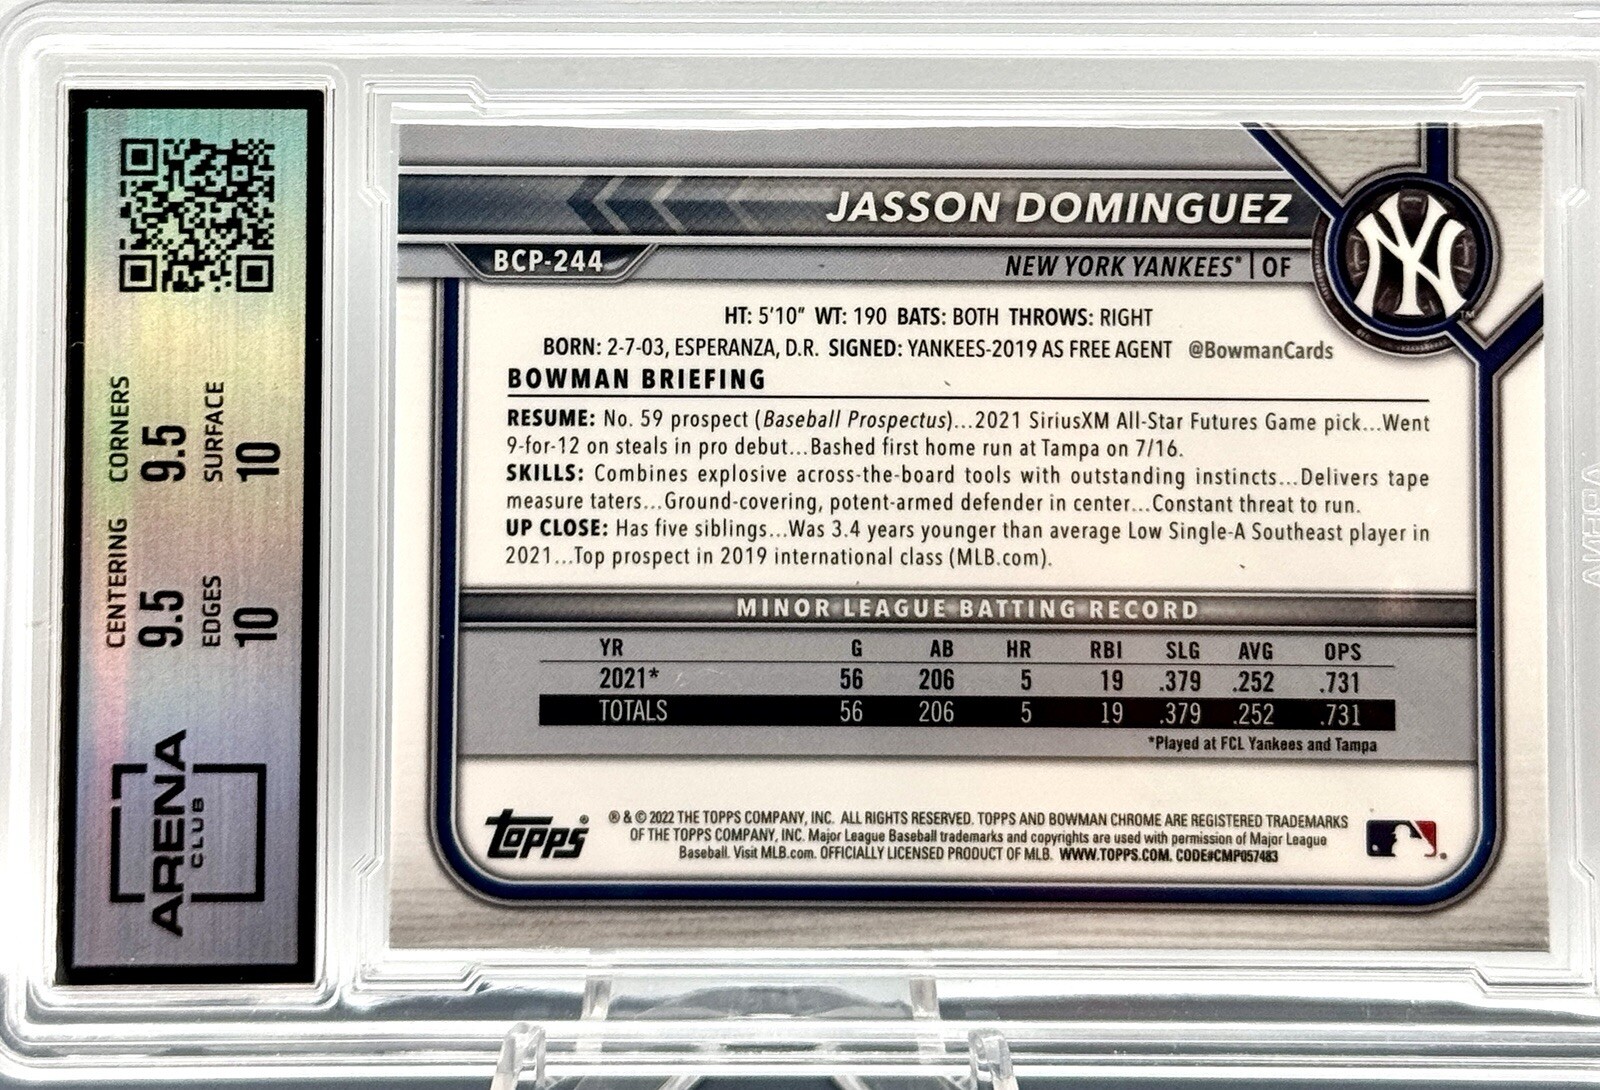 CENTERING CORNERS
9.5 9.5
EDGES SURFACE
10 10
ARENA
CLUB
JASSON DOMINGUEZ
BCP-244
NEW YORK YANKEES® | OF
NY
TM
HT: 5'10" WT: 190 BATS: BOTH THROWS: RIGHT
BORN: 2-7-03, ESPERANZA, D.R. SIGNED: YANKEES-2019 AS FREE AGENT @BowmanCards
BOWMAN BRIEFING
RESUME: No. 59 prospect (Baseball Prospectus)...2021 SiriusXM All-Star Futures Game pick...Went
9-for-12 on steals in pro debut...Bashed first home run at Tampa on 7/16.
SKILLS: Combines explosive across-the-board tools with outstanding instincts...Delivers tape
measure taters...Ground-covering, potent-armed defender in center...Constant threat to run.
UP CLOSE: Has five siblings...Was 3.4 years younger than average Low Single-A Southeast player in
2021...Top prospect in 2019 international class (MLB.com).
MINOR LEAGUE BATTING RECORD
YR G AB HR RBI SLG AVG OPS
2021* 56 206 5 19 .379 .252 .731
TOTALS 56 206 5 19 .379 .252 .731
*Played at FCL Yankees and Tampa
topps®
® & © 2022 THE TOPPS COMPANY, INC. ALL RIGHTS RESERVED. TOPPS AND BOWMAN CHROME ARE REGISTERED TRADEMARKS
OF THE TOPPS COMPANY, INC. Major League Baseball trademarks and copyrights are used with permission of Major League
Baseball. Visit MLB.com. OFFICIALLY LICENSED PRODUCT OF MLB. WWW.TOPPS.COM. CODE#CMP057483